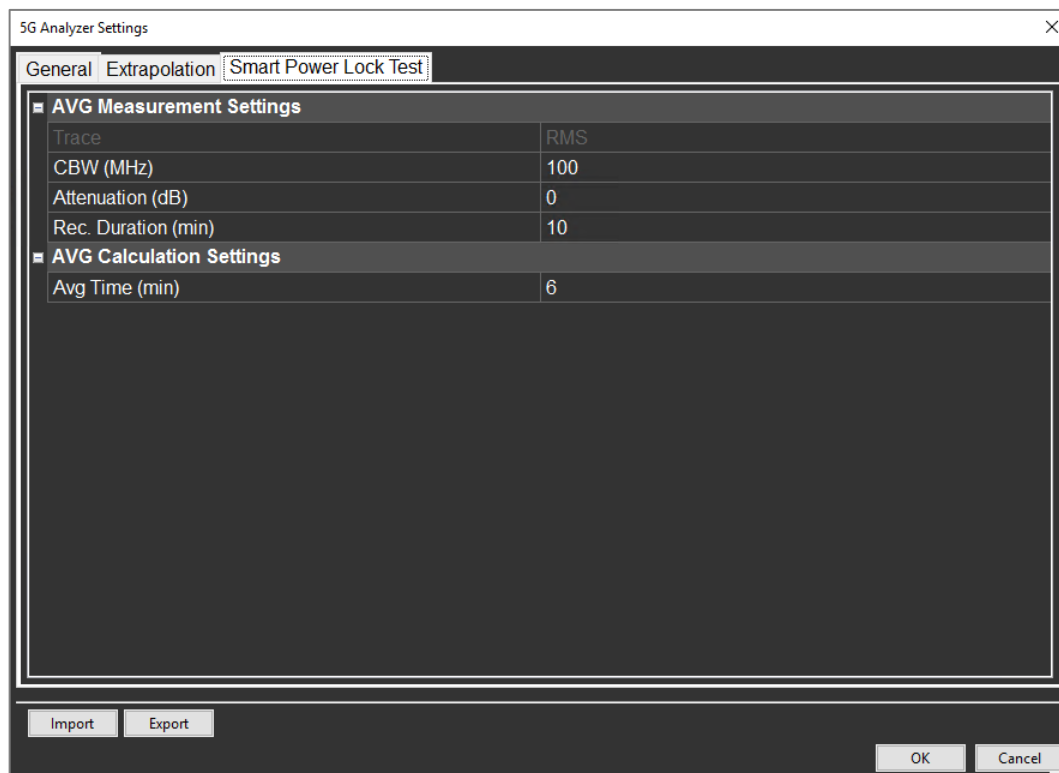 5G Analyzer Settings
General Extrapolation Smart Power Lock Test
AVG Measurement Settings
Trace RMS
CBW (MHz) 100
Attenuation (dB) 0
Rec. Duration (min) 10
AVG Calculation Settings
Avg Time (min) 6
Import Export
OK Cancel